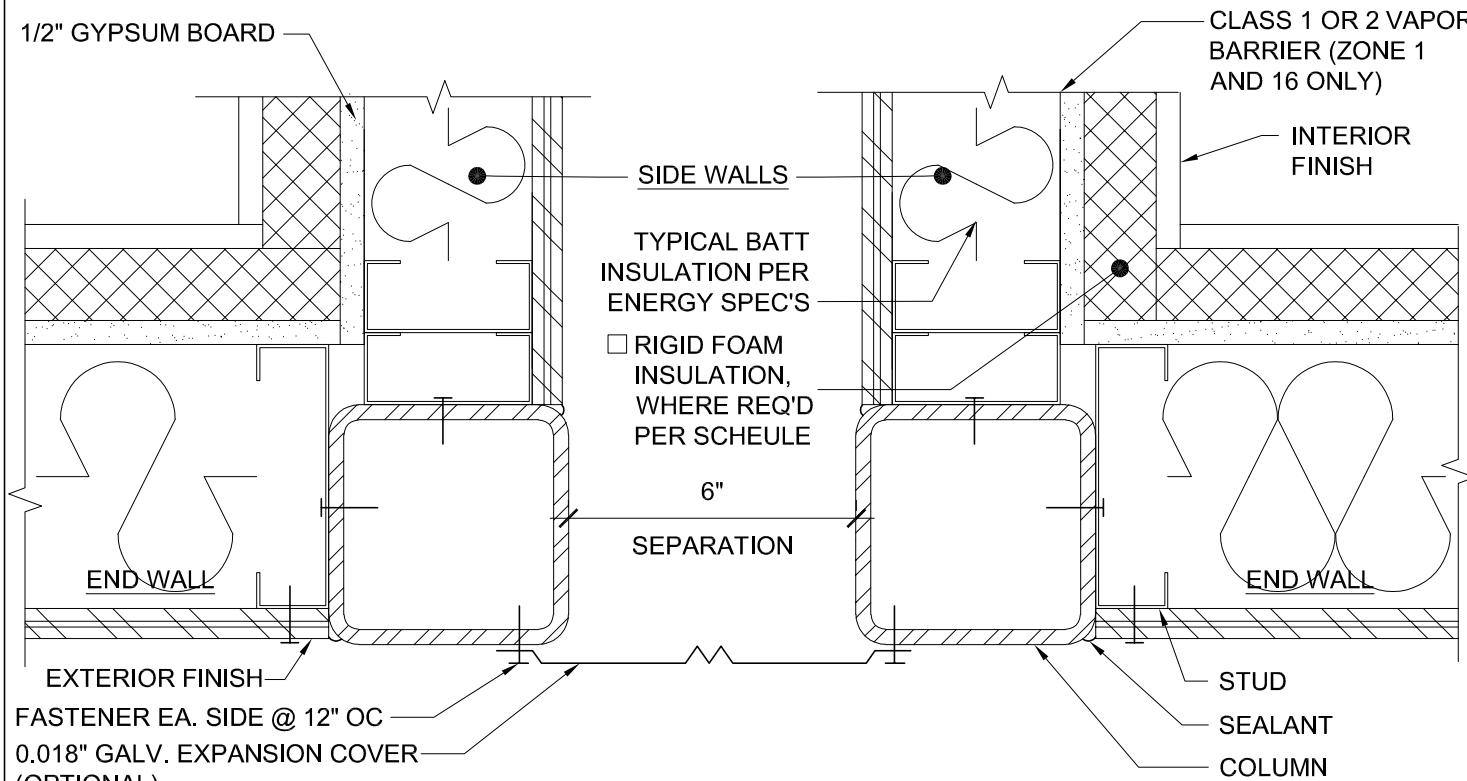 1/2" GYPSUM BOARD
CLASS 1 OR 2 VAPOR
BARRIER (ZONE 1
AND 16 ONLY)
INTERIOR
FINISH
SIDE WALLS
TYPICAL BATT
INSULATION PER
ENERGY SPEC'S
RIGID FOAM
INSULATION,
WHERE REQ'D
PER SCHEULE
6"
SEPARATION
END WALL
END WALL
EXTERIOR FINISH
FASTENER EA. SIDE @ 12" OC
0.018" GALV. EXPANSION COVER
(OPTIONAL)
STUD
SEALANT
COLUMN